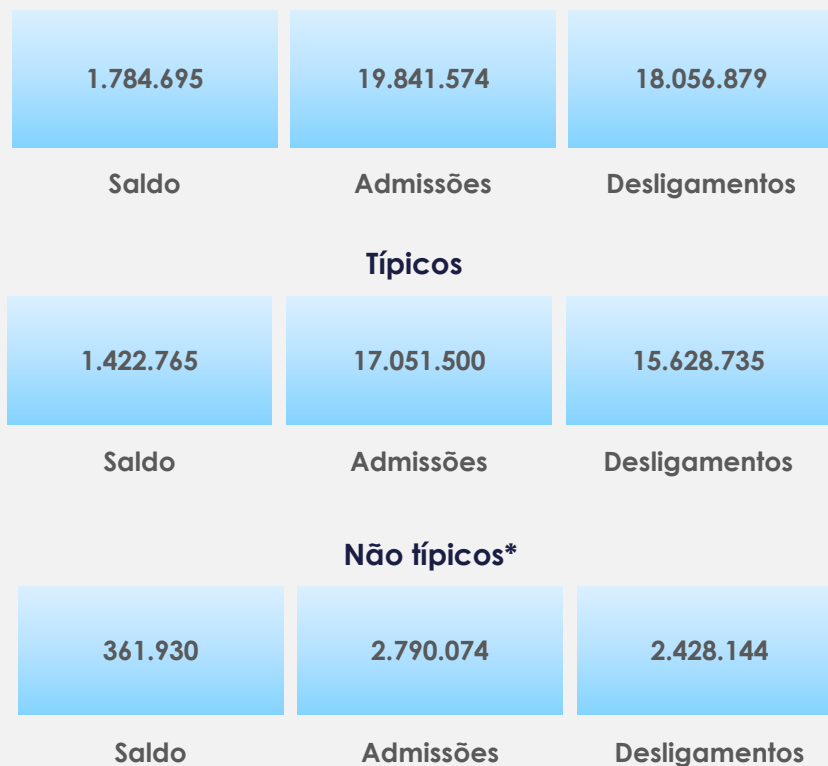 1.784.695 19.841.574 18.056.879
Saldo Admissões Desligamentos
Típicos
1.422.765 17.051.500 15.628.735
Saldo Admissões Desligamentos
Não típicos*
361.930 2.790.074 2.428.144
Saldo Admissões Desligamentos